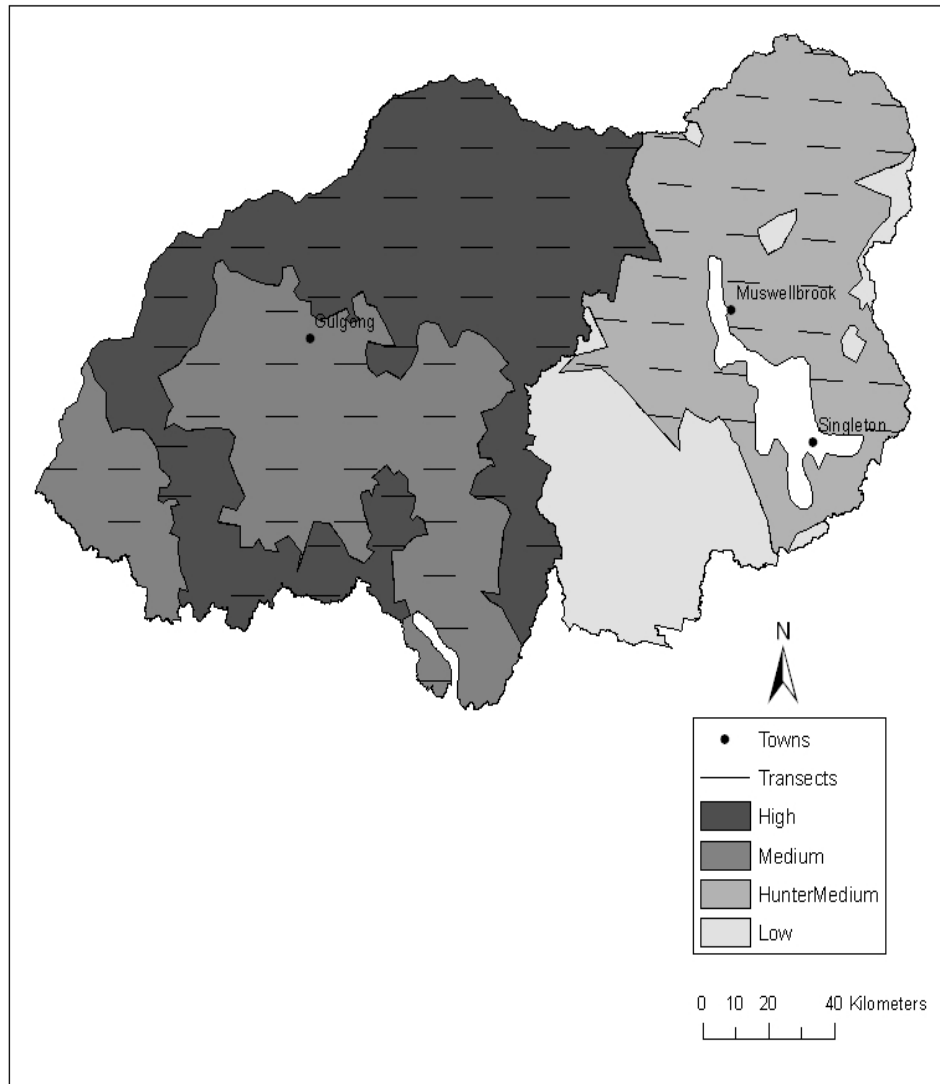 Muswellbrook
Gulgong
Singleton
N
Towns
Transects
High
Medium
HunterMedium
Low
0 10 20 40 Kilometers